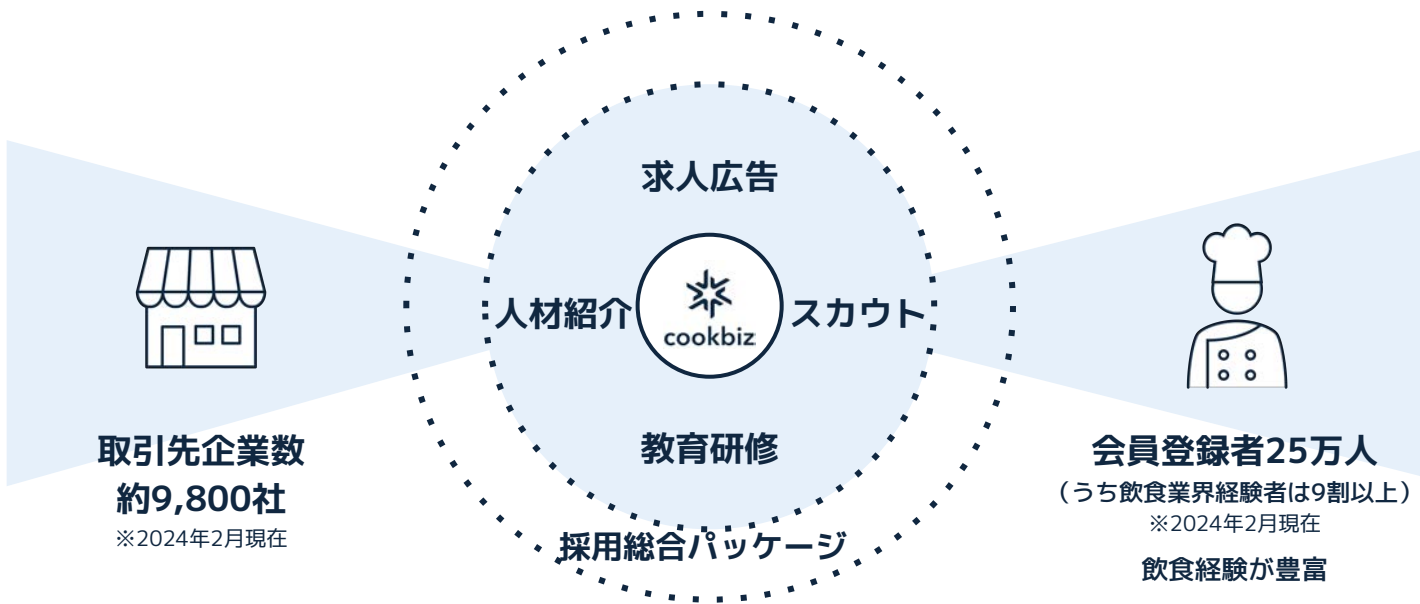 求人広告
人材紹介
cookbiz
スカウト
教育研修
採用総合パッケージ
取引先企業数
約9,800社
※2024年2月現在
会員登録者25万人
（うち飲食業界経験者は9割以上）
※2024年2月現在
飲食経験が豊富